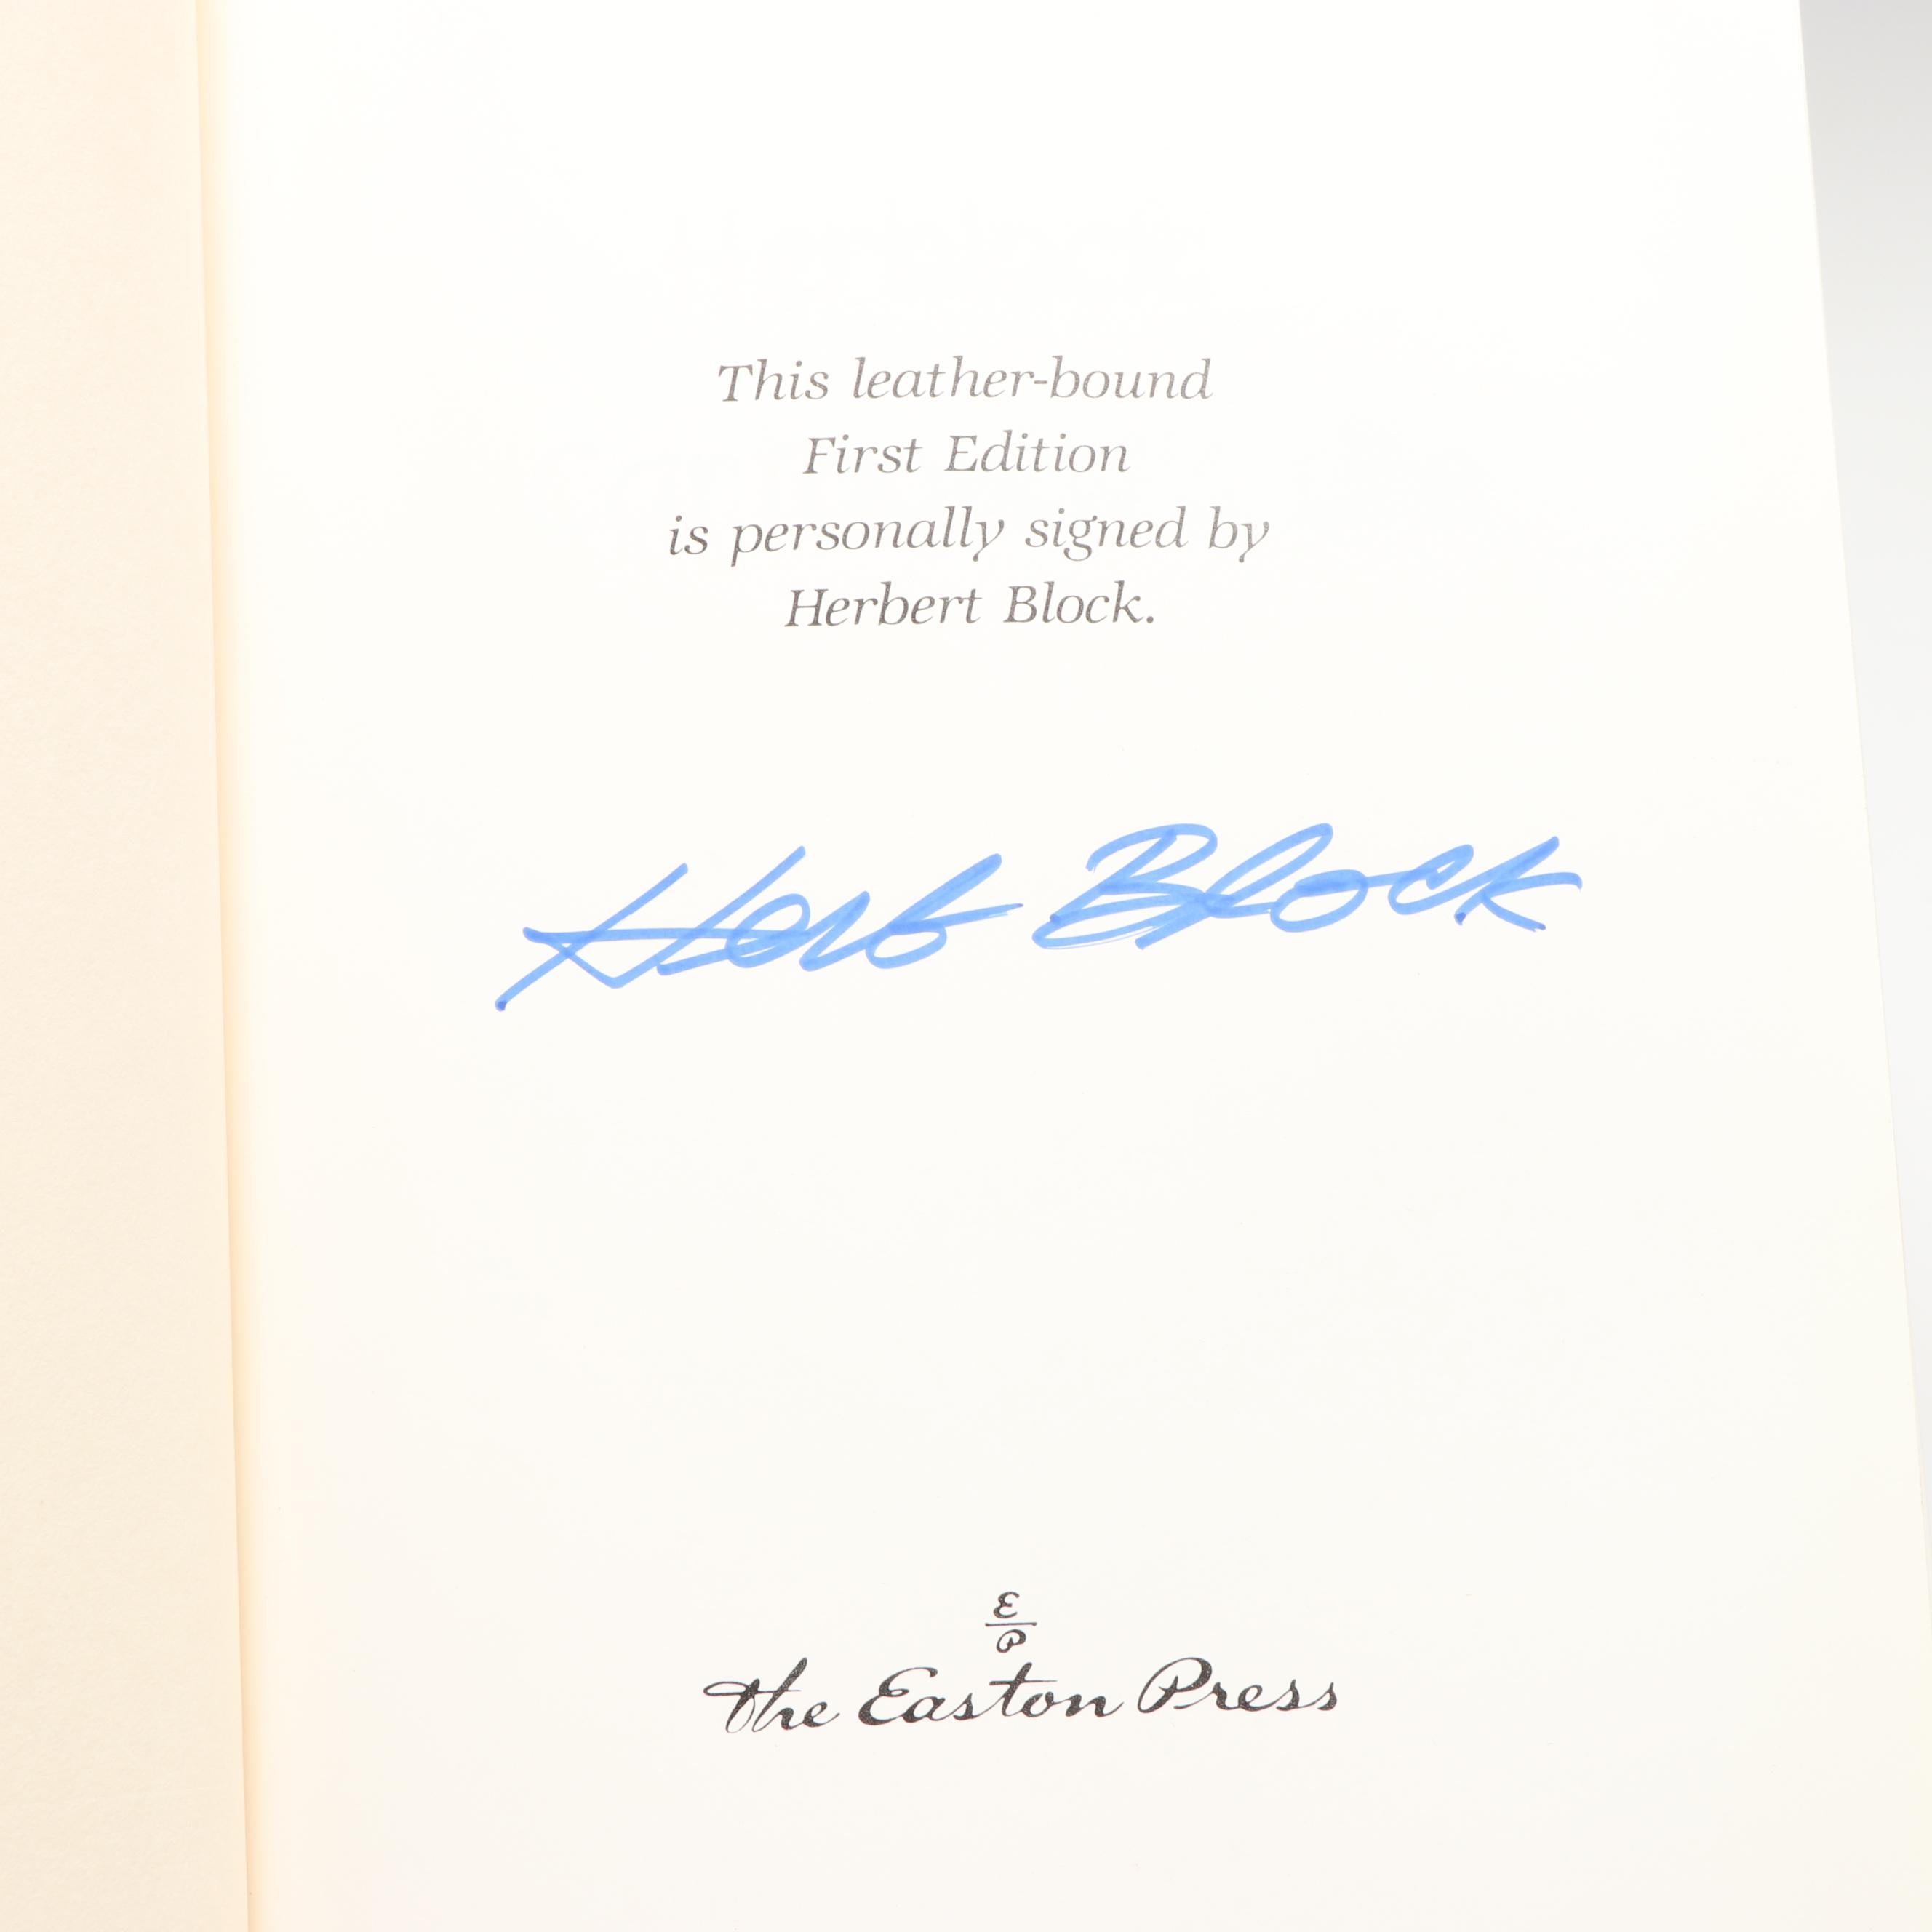 This leather-bound
First Edition
is personally signed by
Herbert Block.
Herb Block
E
P
The Easton Press